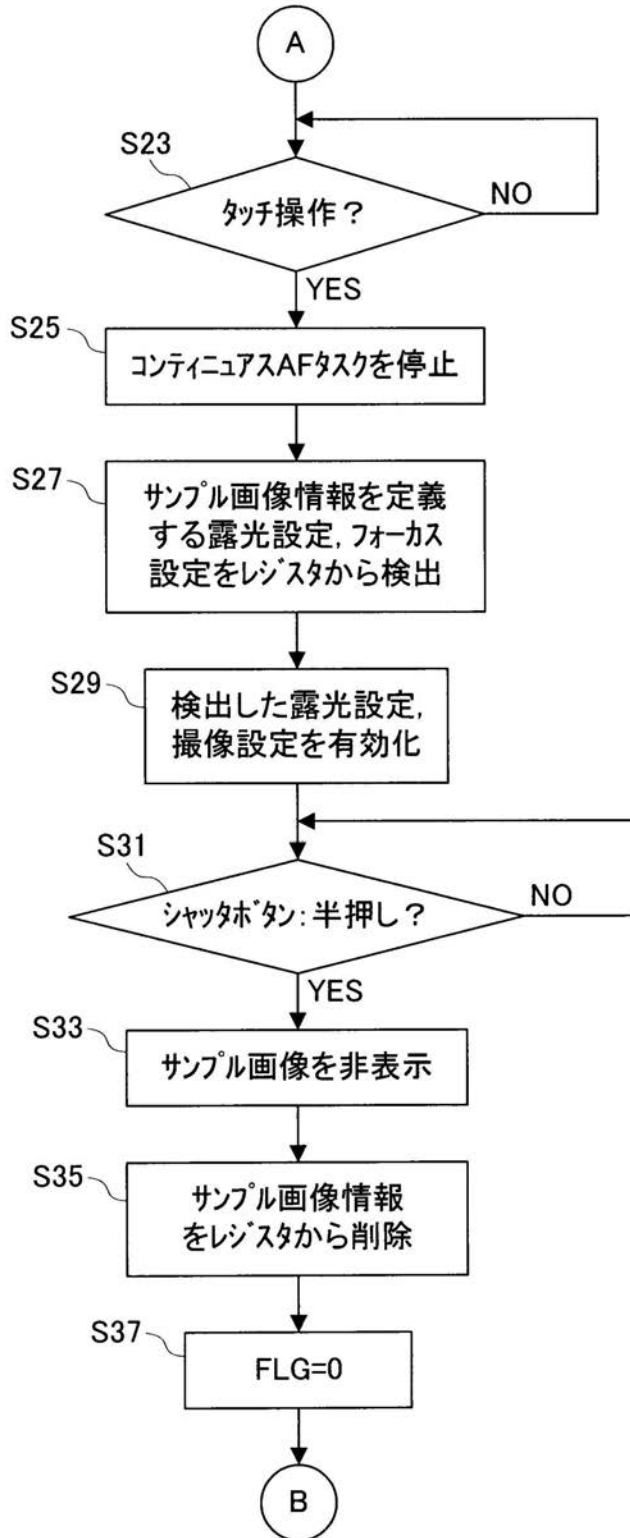 A
S23
タッチ操作？
NO
YES
S25
コンティニュアスAFタスクを停止
S27
サンプル画像情報を定義
する露光設定,フォーカス
設定をレジスタから検出
S29
検出した露光設定,
撮像設定を有効化
S31
シャッタボタン:半押し？
NO
YES
S33
サンプル画像を非表示
S35
サンプル画像情報
をレジスタから削除
S37
FLG=0
B